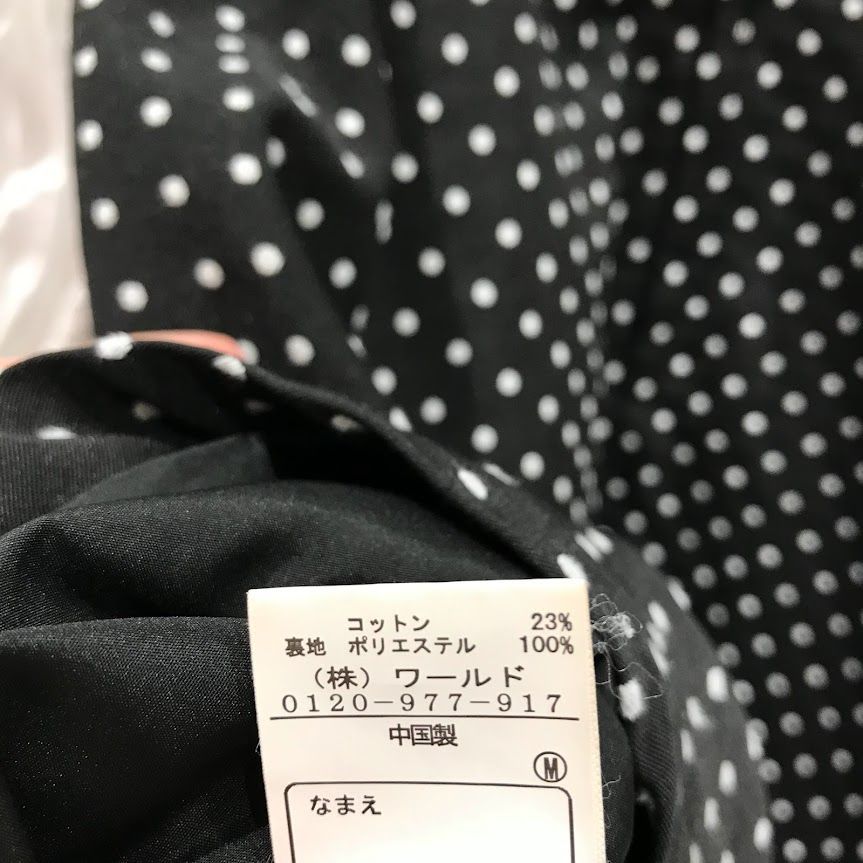 コットン 23%
裏地 ポリエステル 100%
(株) ワールド
0120-977-917
中国製
M
なまえ